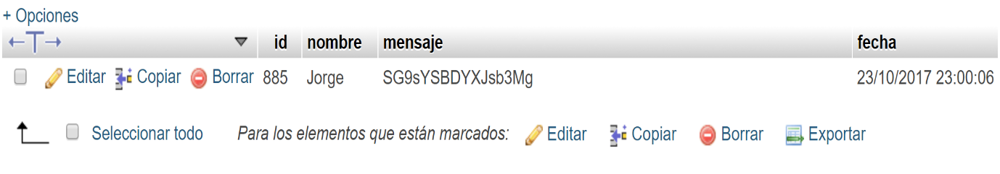 + Opciones
←T→ ▼ id nombre mensaje fecha
Editar Copiar Borrar 885 Jorge SG9sYSBDYXJsb3Mg 23/10/2017 23:00:06
Seleccionar todo Para los elementos que están marcados: Editar Copiar Borrar Exportar